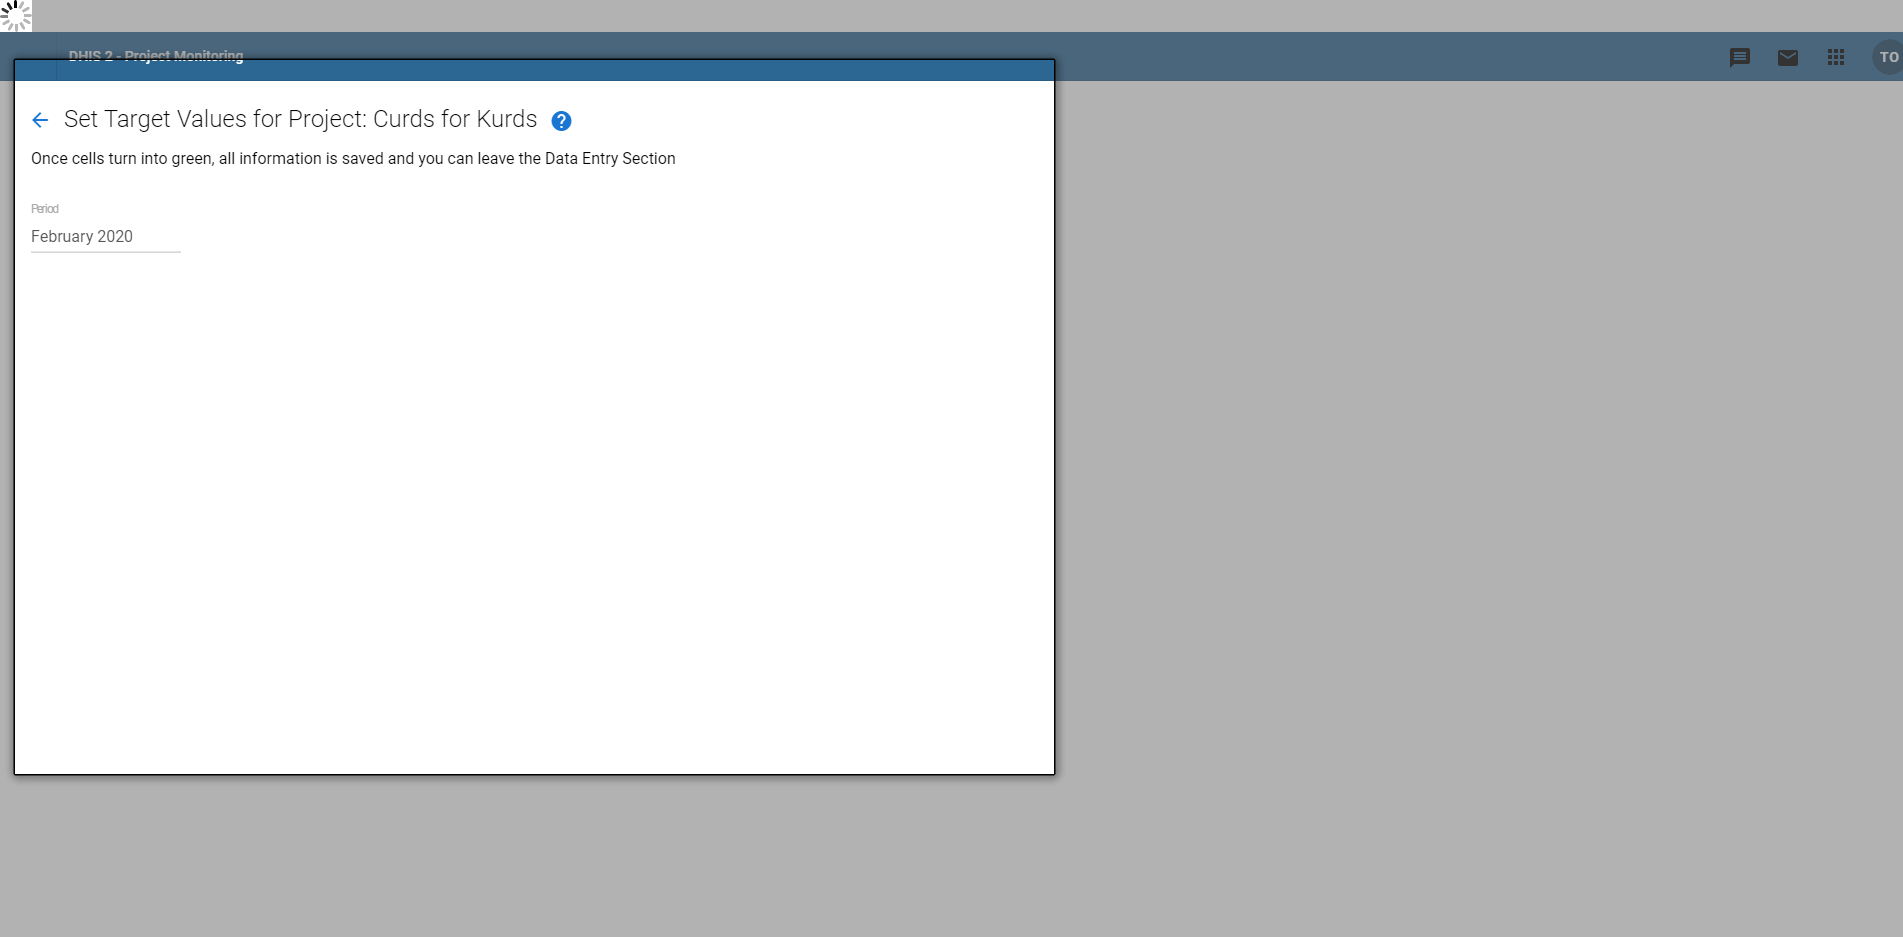 DHIS 2 - Project Monitoring
TO
Set Target Values for Project: Curds for Kurds
?
Once cells turn into green, all information is saved and you can leave the Data Entry Section
Period
February 2020